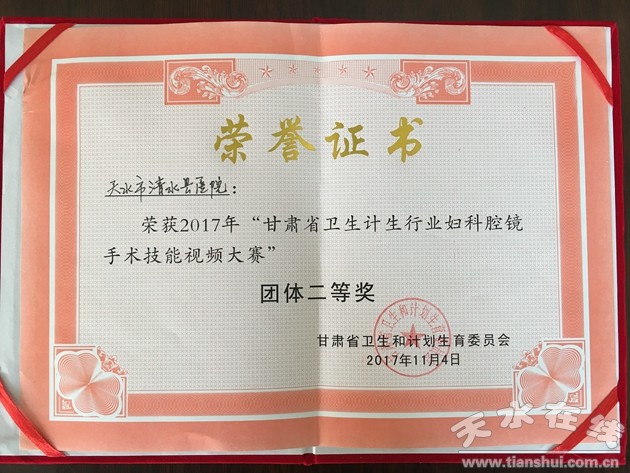 荣誉证书
天水市清水县医院：
荣获2017年“甘肃省卫生计生行业妇科腔镜
手术技能视频大赛”
团体二等奖
甘肃省卫生和计划生育委员会
2017年11月4日
天水在线
www.tianshui.com.cn